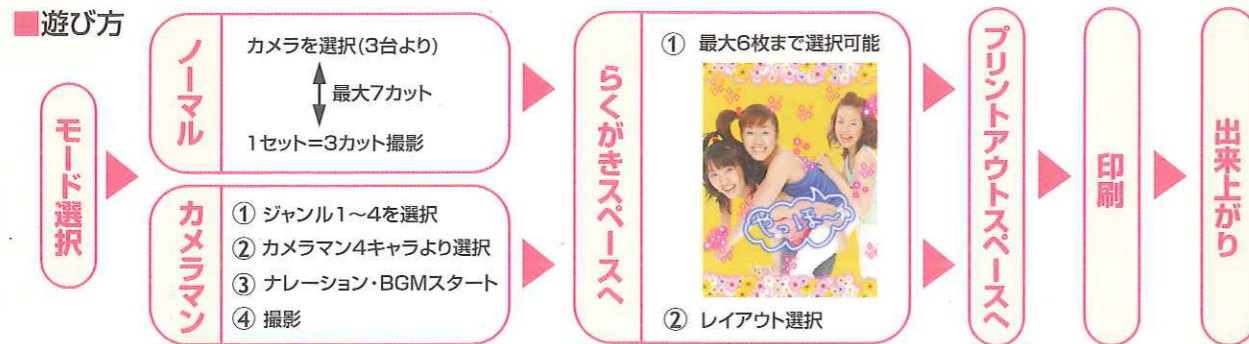 ■遊び方
モード選択
ノーマル
カメラを選択(3台より)
最大7カット
1セット=3カット撮影
カメラマン
① ジャンル1～4を選択
② カメラマン4キャラより選択
③ ナレーション・BGMスタート
④ 撮影
らくがきスペースへ
① 最大6枚まで選択可能
やっほ～
② レイアウト選択
プリントアウトスペースへ
印刷
出来上がり